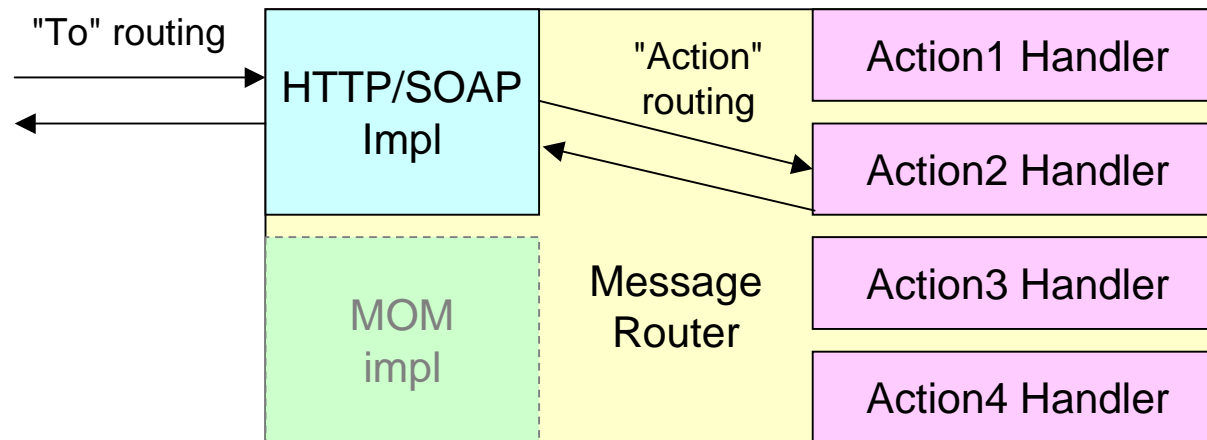 "To" routing
HTTP/SOAP
Impl
"Action"
routing
Action1 Handler
Action2 Handler
MOM
impl
Message
Router
Action3 Handler
Action4 Handler